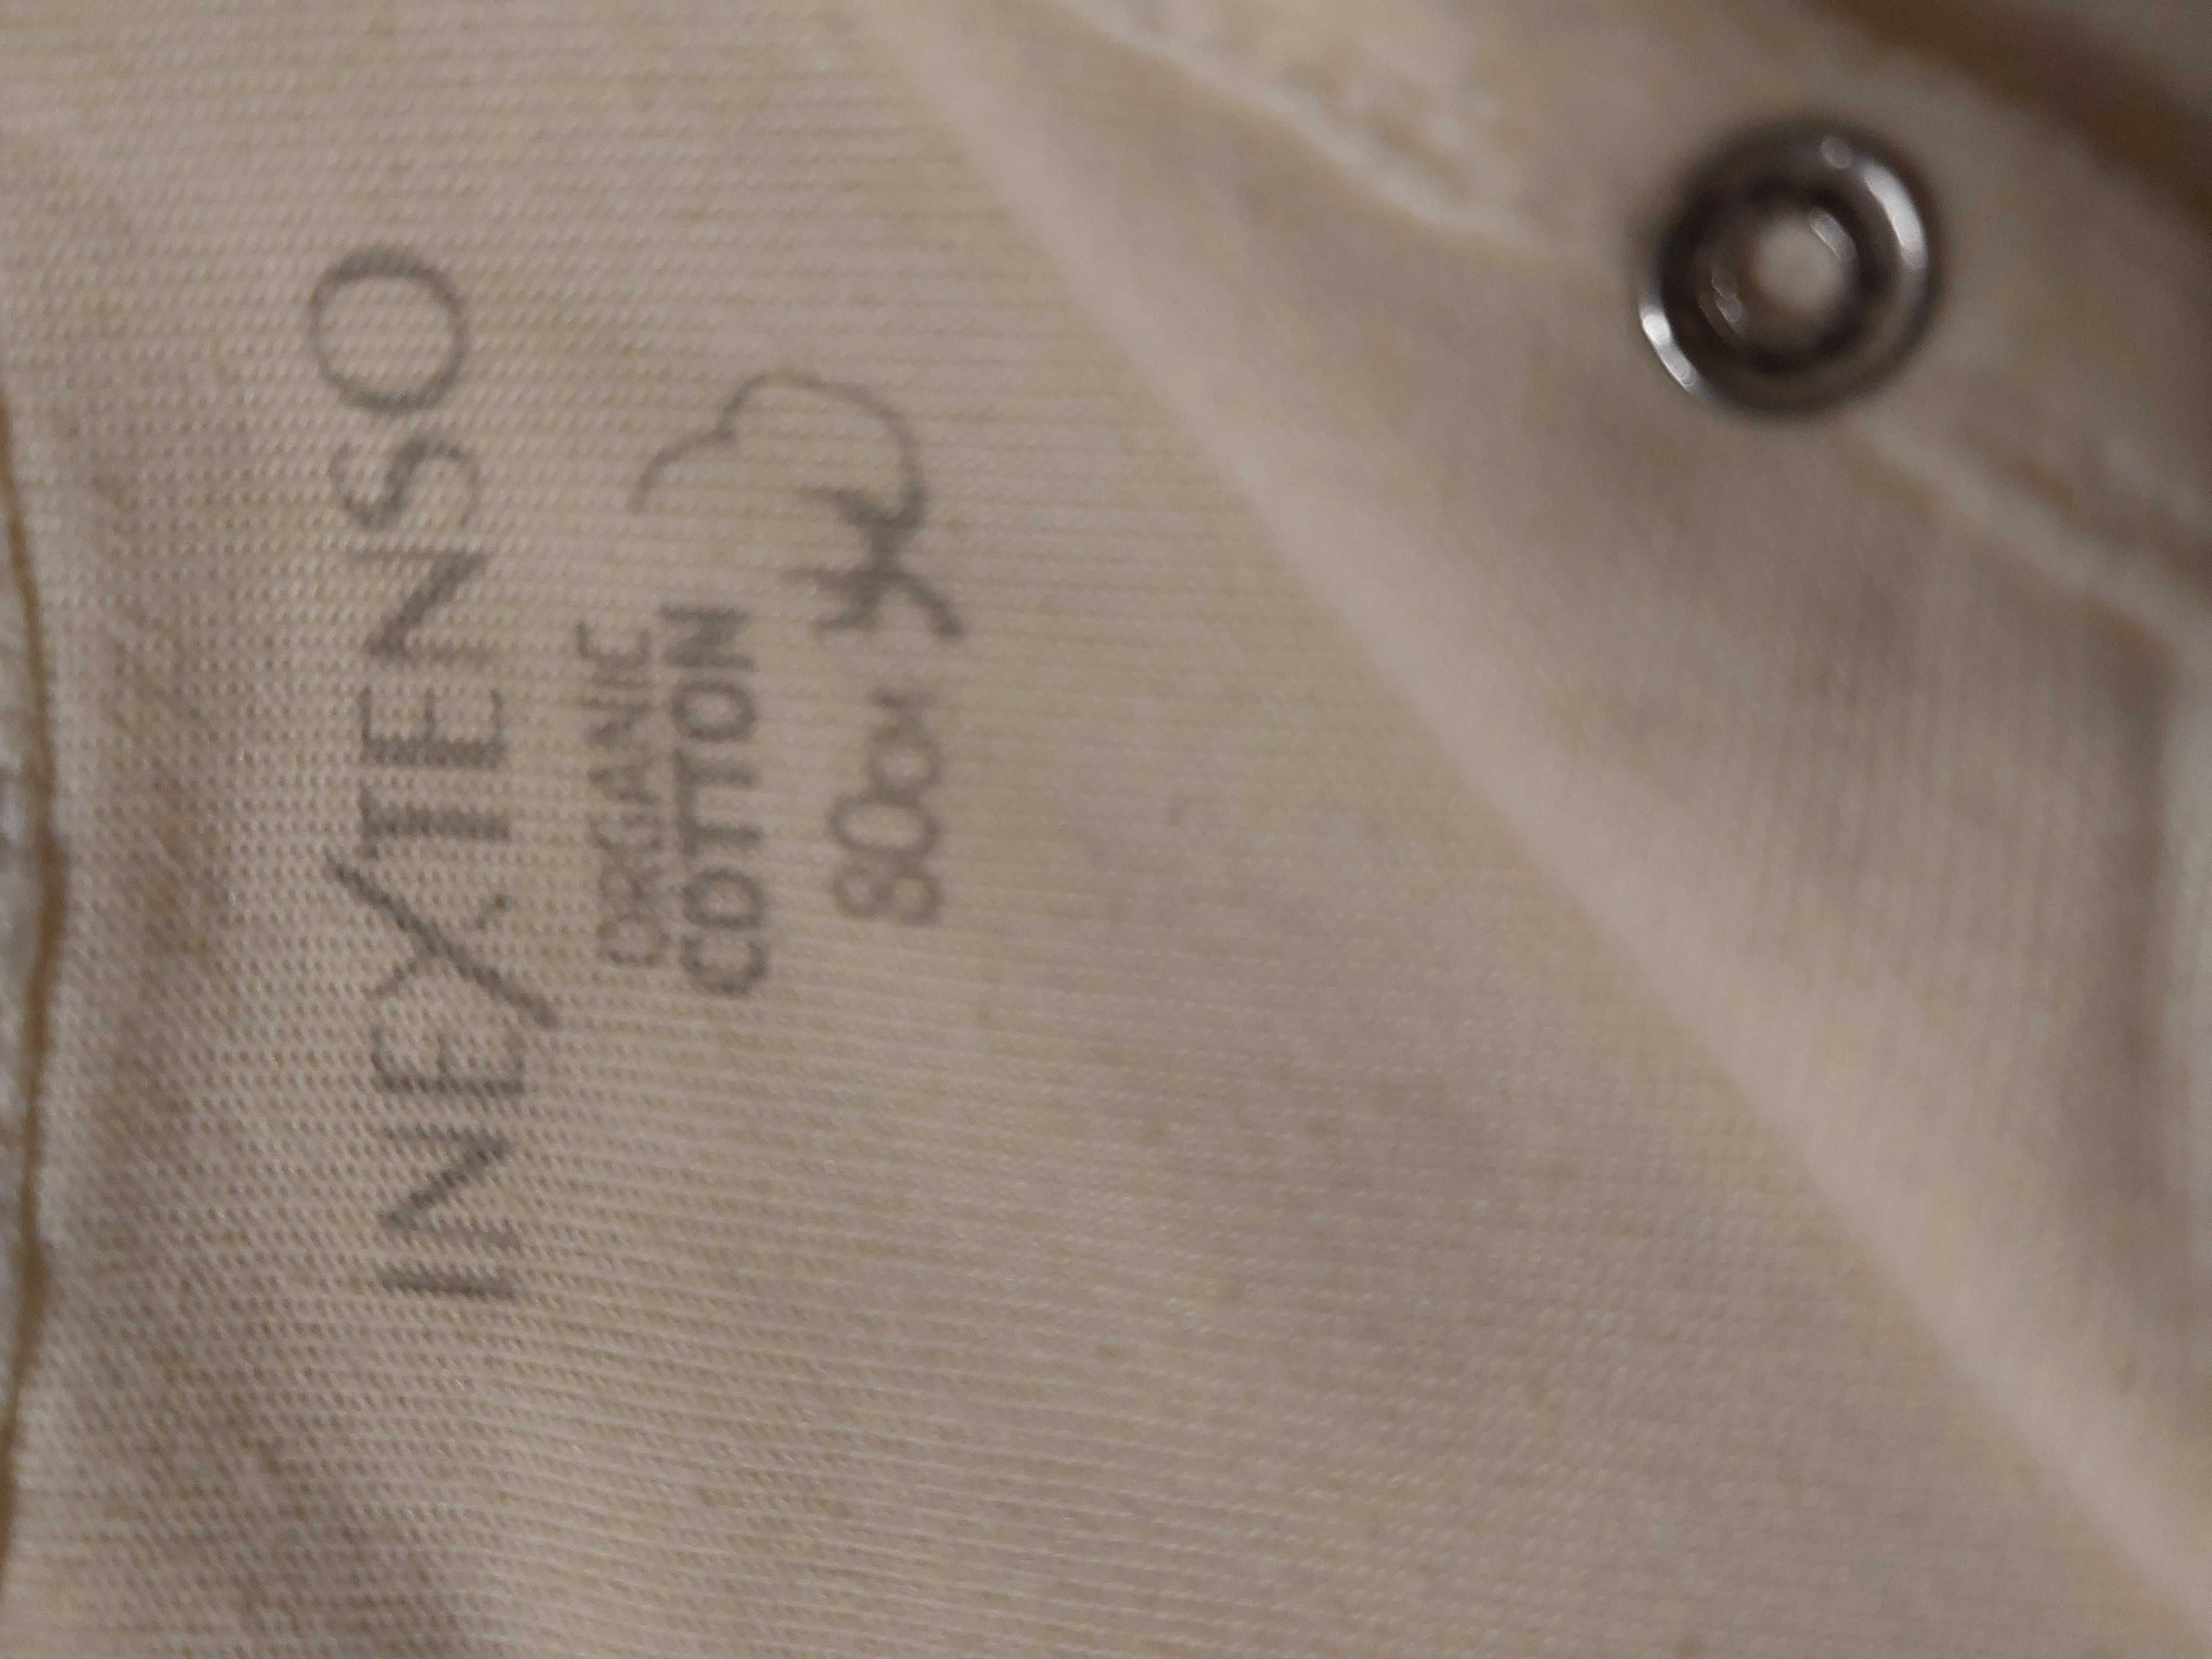 INEXTENSO
ORGANIC
COTTON
80CM